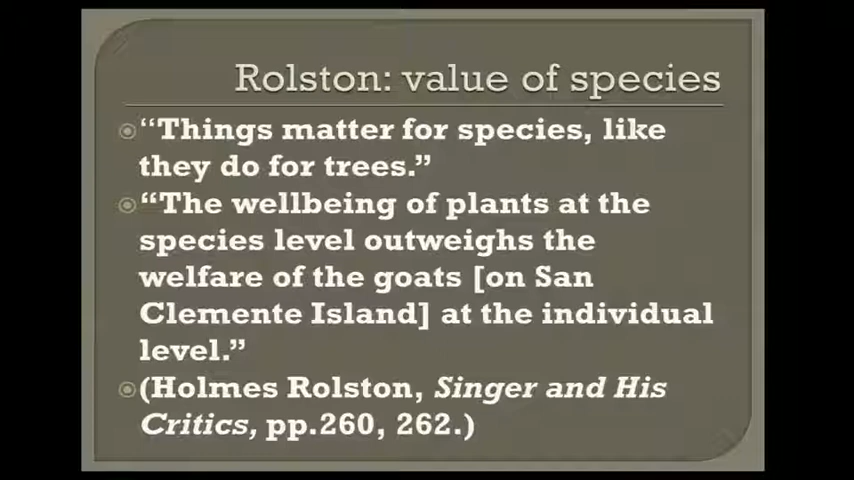 Rolston: value of species
“Things matter for species, like
they do for trees.”
“The wellbeing of plants at the
species level outweighs the
welfare of the goats [on San
Clemente Island] at the individual
level.”
(Holmes Rolston, Singer and His
Critics, pp.260, 262.)